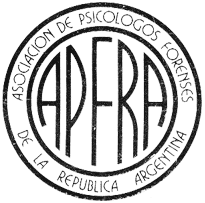 ASOCIACION DE PSICOLOGOS FORENSES
APFRA
DE LA REPUBLICA ARGENTINA